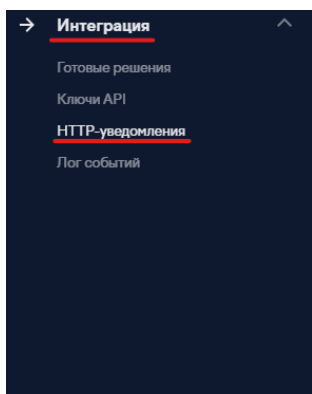 Интеграция
Готовые решения
Ключи API
HTTP-уведомления
Лог событий